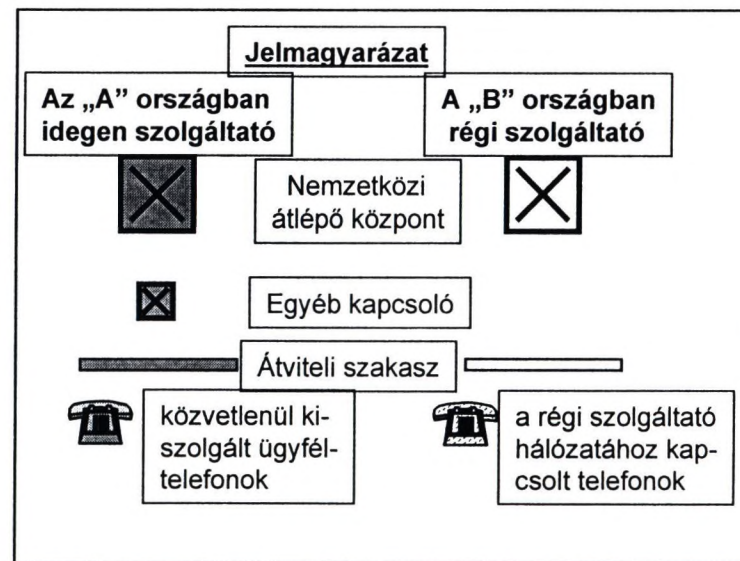 Jelmagyarázat
Az „A” országban
idegen szolgáltató
A „B” országban
régi szolgáltató
Nemzetközi
átlépő központ
Egyéb kapcsoló
Átviteli szakasz
közvetlenül ki-
szolgált ügyfél-
telefonok
a régi szolgáltató
hálózatához kap-
csolt telefonok